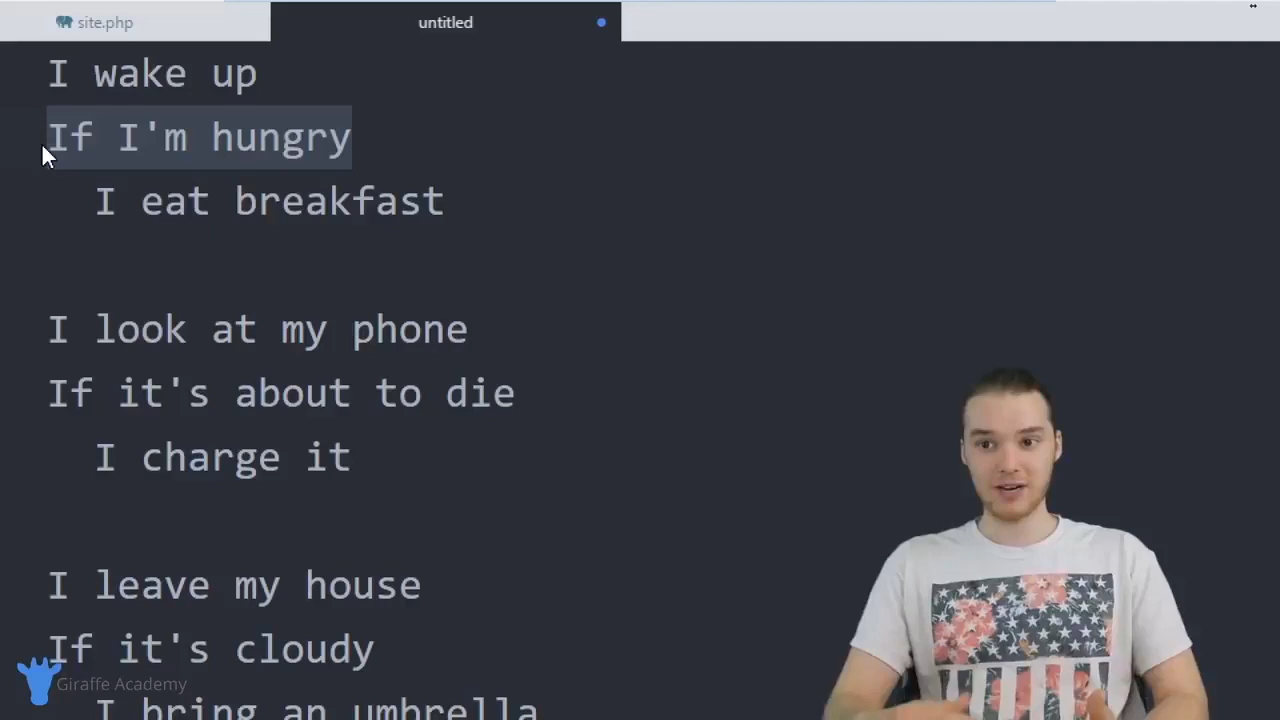 site.php
untitled
I wake up
If I'm hungry
I eat breakfast
I look at my phone
If it's about to die
I charge it
I leave my house
If it's cloudy
I bring an umbrella
Giraffe Academy